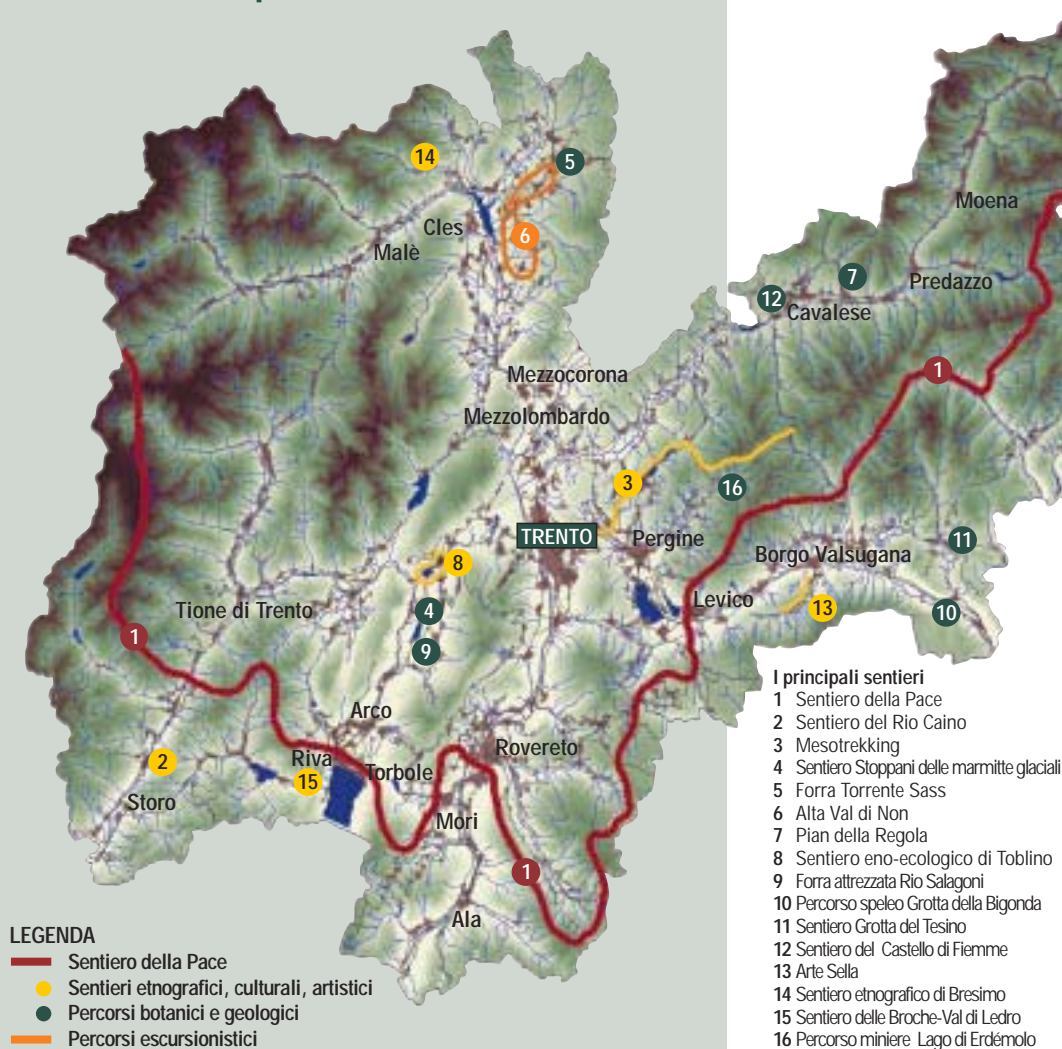 14
5
Moena
Cles
6
Malè
7
Predazzo
12
Cavalese
1
Mezzocorona
Mezzolombardo
3
16
TRENTO
Pergine
11
Borgo Valsugana
8
Levico
Tione di Trento
4
13
10
1
9
Arco
Rovereto
2
Riva
Torbole
15
Storo
Mori
1
Ala
I principali sentieri
1 Sentiero della Pace
2 Sentiero del Rio Caino
3 Mesotrekking
4 Sentiero Stoppani delle marmitte glaciali
5 Forra Torrente Sass
6 Alta Val di Non
7 Pian della Regola
8 Sentiero eno-ecologico di Toblino
9 Forra attrezzata Rio Salagoni
10 Percorso speleo Grotta della Bigonda
11 Sentiero Grotta del Tesino
12 Sentiero del Castello di Fiemme
13 Arte Sella
14 Sentiero etnografico di Bresimo
15 Sentiero delle Broche-Val di Ledro
16 Percorso miniere Lago di Erdémolo
LEGENDA
Sentiero della Pace
Sentieri etnografici, culturali, artistici
Percorsi botanici e geologici
Percorsi escursionistici